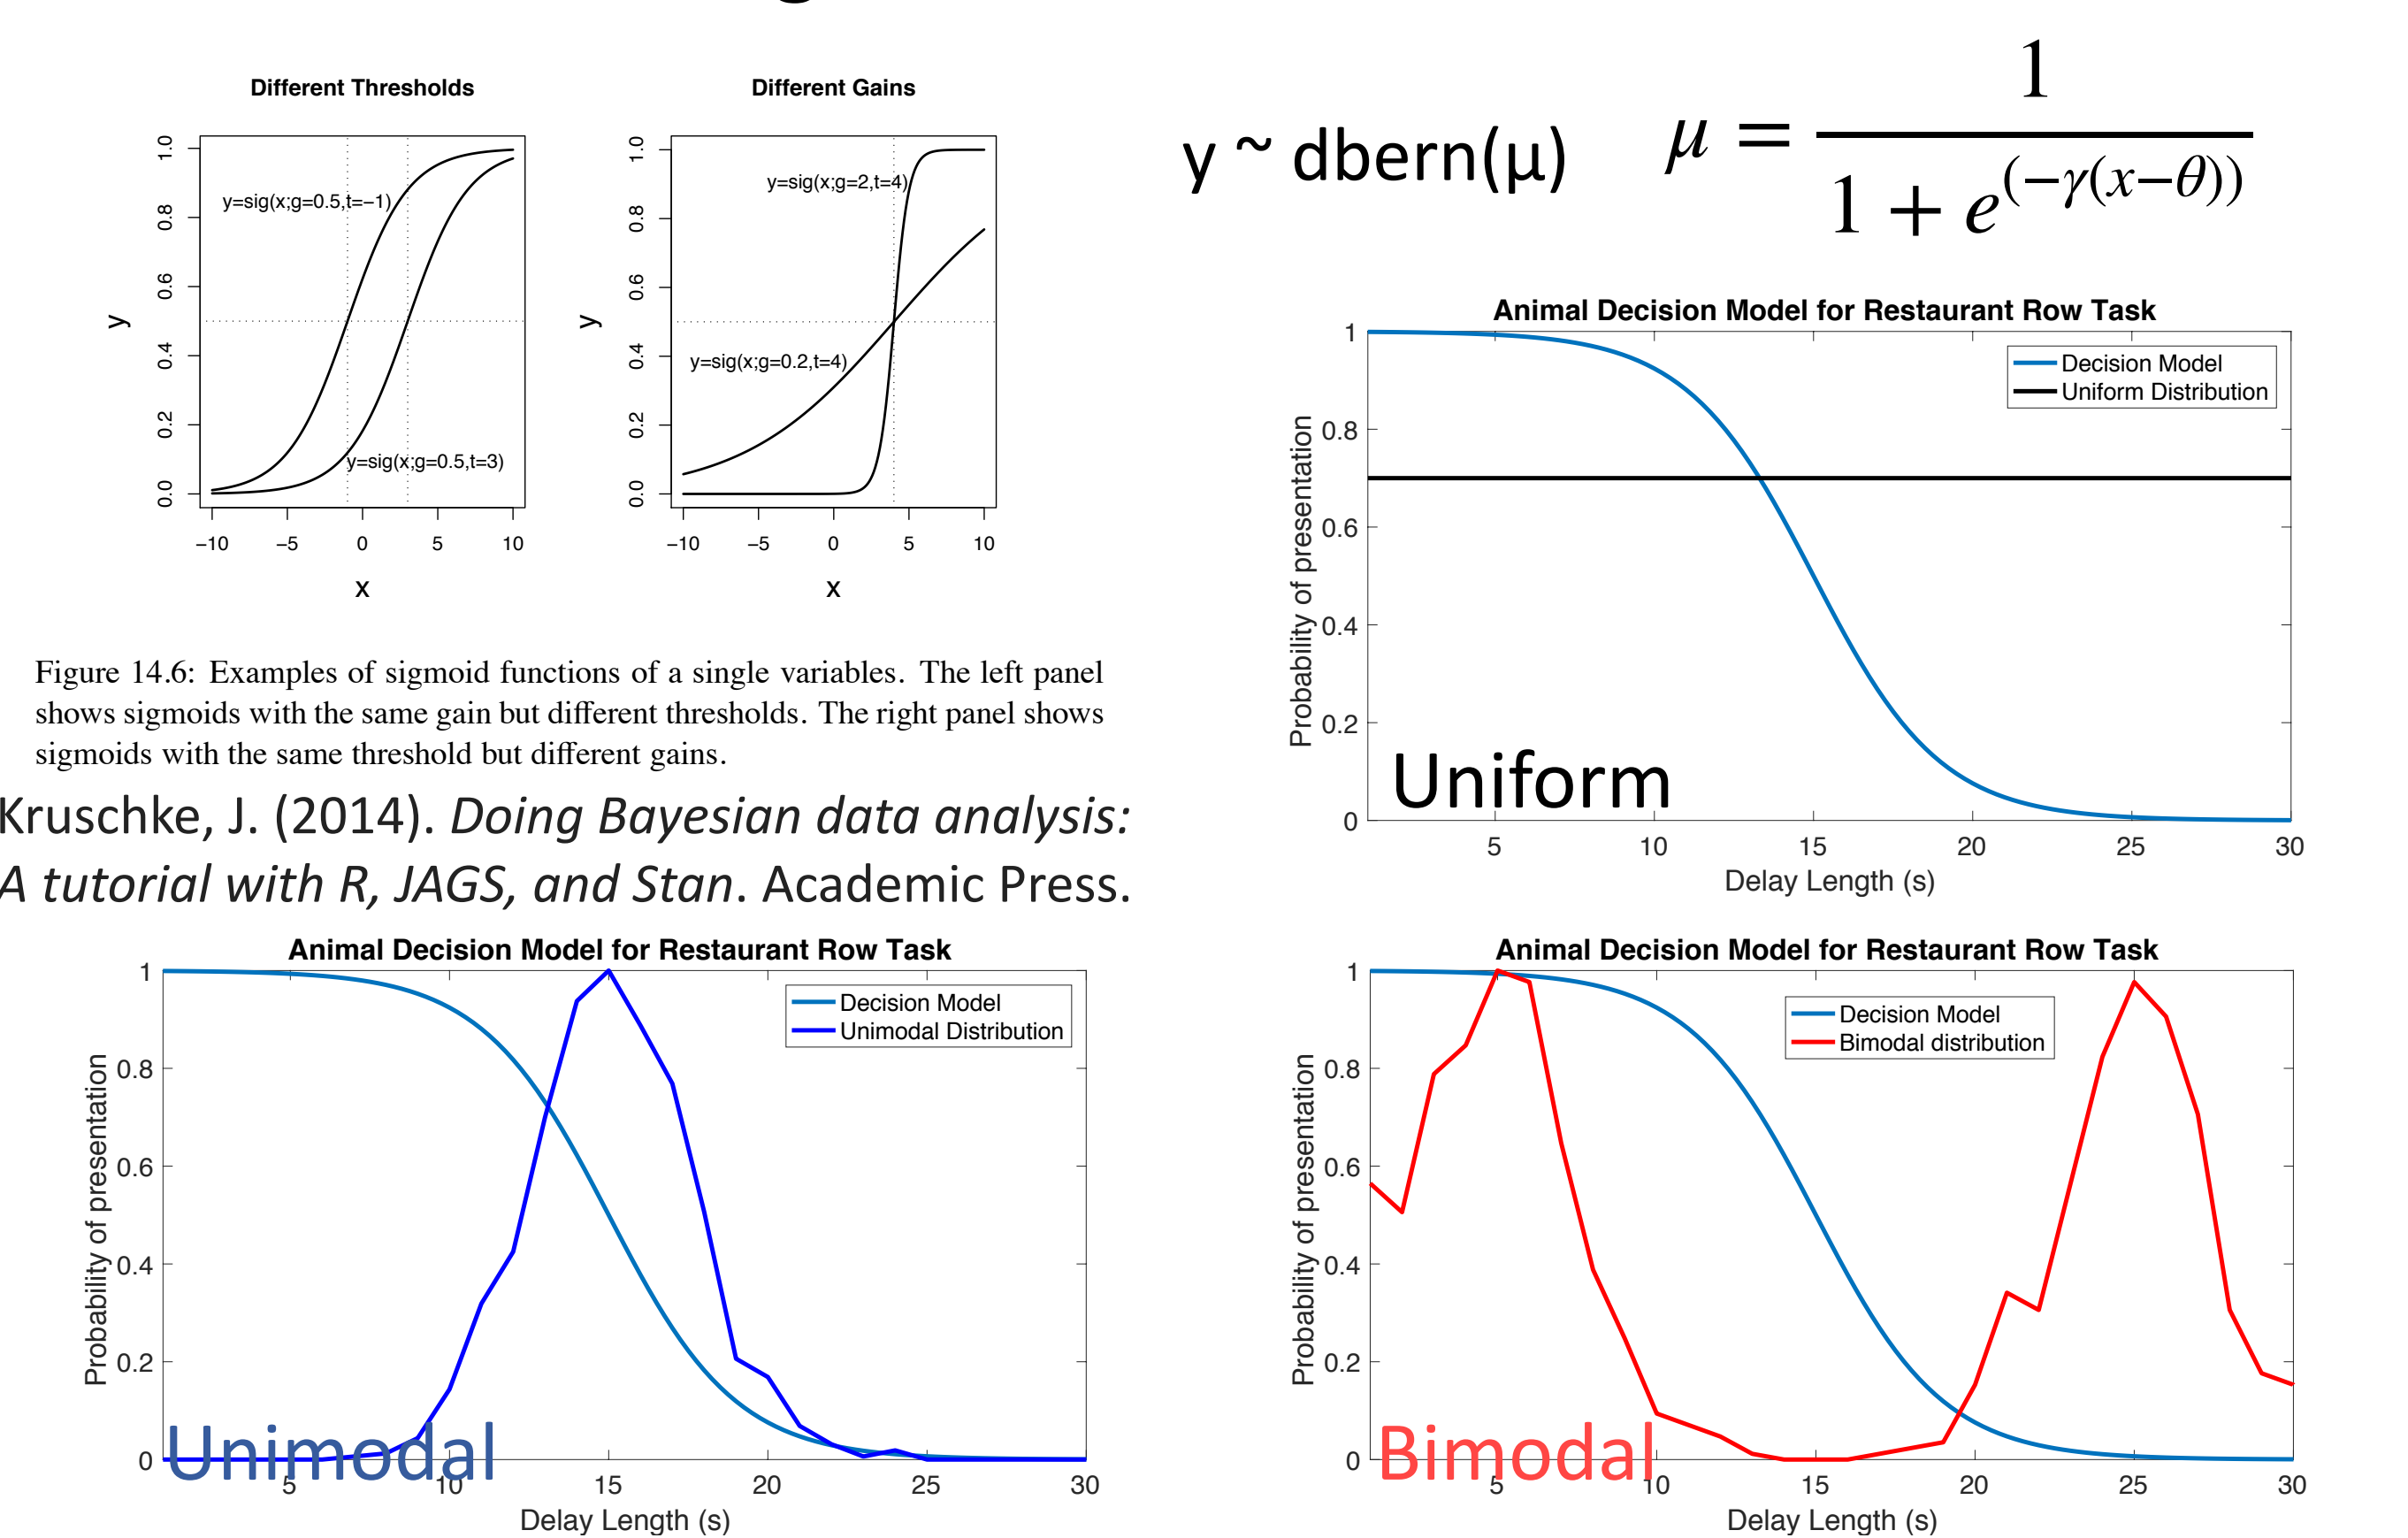 Different Thresholds
1.0
0.8
0.6
0.4
0.2
0.0
y
y=sig(x;g=0.5,t=−1)
y=sig(x;g=0.5,t=3)
−10 −5 0 5 10
x
Different Gains
1.0
0.8
0.6
0.4
0.2
0.0
y
y=sig(x;g=2,t=4)
y=sig(x;g=0.2,t=4)
−10 −5 0 5 10
x
Figure 14.6: Examples of sigmoid functions of a single variables. The left panel
shows sigmoids with the same gain but different thresholds. The right panel shows
sigmoids with the same threshold but different gains.
Kruschke, J. (2014). Doing Bayesian data analysis:
A tutorial with R, JAGS, and Stan. Academic Press.
y ~ dbern(μ)
μ = 1 / 1 + e^(−γ(x−θ))
Animal Decision Model for Restaurant Row Task
Decision Model
Uniform Distribution
Probability of presentation
1
0.8
0.6
0.4
0.2
0
Uniform
5 10 15 20 25 30
Delay Length (s)
Animal Decision Model for Restaurant Row Task
Decision Model
Unimodal Distribution
Probability of presentation
1
0.8
0.6
0.4
0.2
0
Unimodal
5 10 15 20 25 30
Delay Length (s)
Animal Decision Model for Restaurant Row Task
Decision Model
Bimodal distribution
Probability of presentation
1
0.8
0.6
0.4
0.2
0
Bimodal
5 10 15 20 25 30
Delay Length (s)